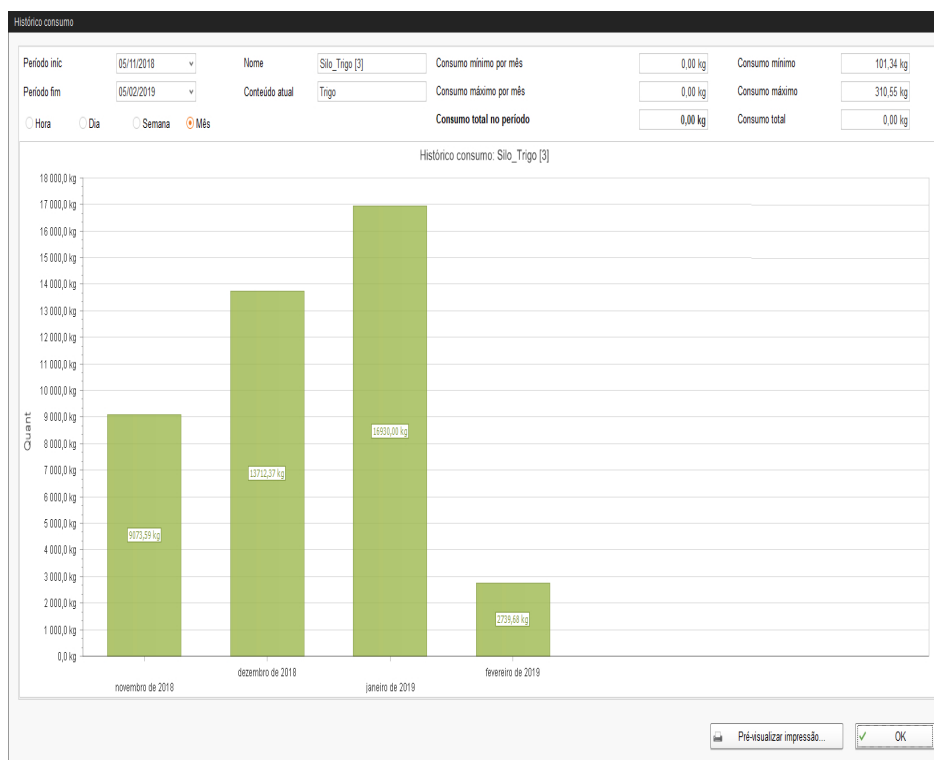 Histórico consumo
Período iníc 05/11/2018 Nome Silo_Trigo [3] Consumo mínimo por mês 0,00 kg Consumo mínimo 101,34 kg
Período fim 05/02/2019 Conteúdo atual Trigo Consumo máximo por mês 0,00 kg Consumo máximo 310,55 kg
Hora Dia Semana Mês Consumo total no período 0,00 kg Consumo total 0,00 kg
Histórico consumo: Silo_Trigo [3]
18 000,0 kg
17 000,0 kg
16 000,0 kg
15 000,0 kg
14 000,0 kg
13 000,0 kg
12 000,0 kg
11 000,0 kg
10 000,0 kg
9 000,0 kg
8 000,0 kg
7 000,0 kg
6 000,0 kg
5 000,0 kg
4 000,0 kg
3 000,0 kg
2 000,0 kg
1 000,0 kg
0,0 kg
Quant
9073,59 kg
13712,37 kg
16930,00 kg
2739,68 kg
novembro de 2018
dezembro de 2018
janeiro de 2019
fevereiro de 2019
Pré-visualizar impressão... OK